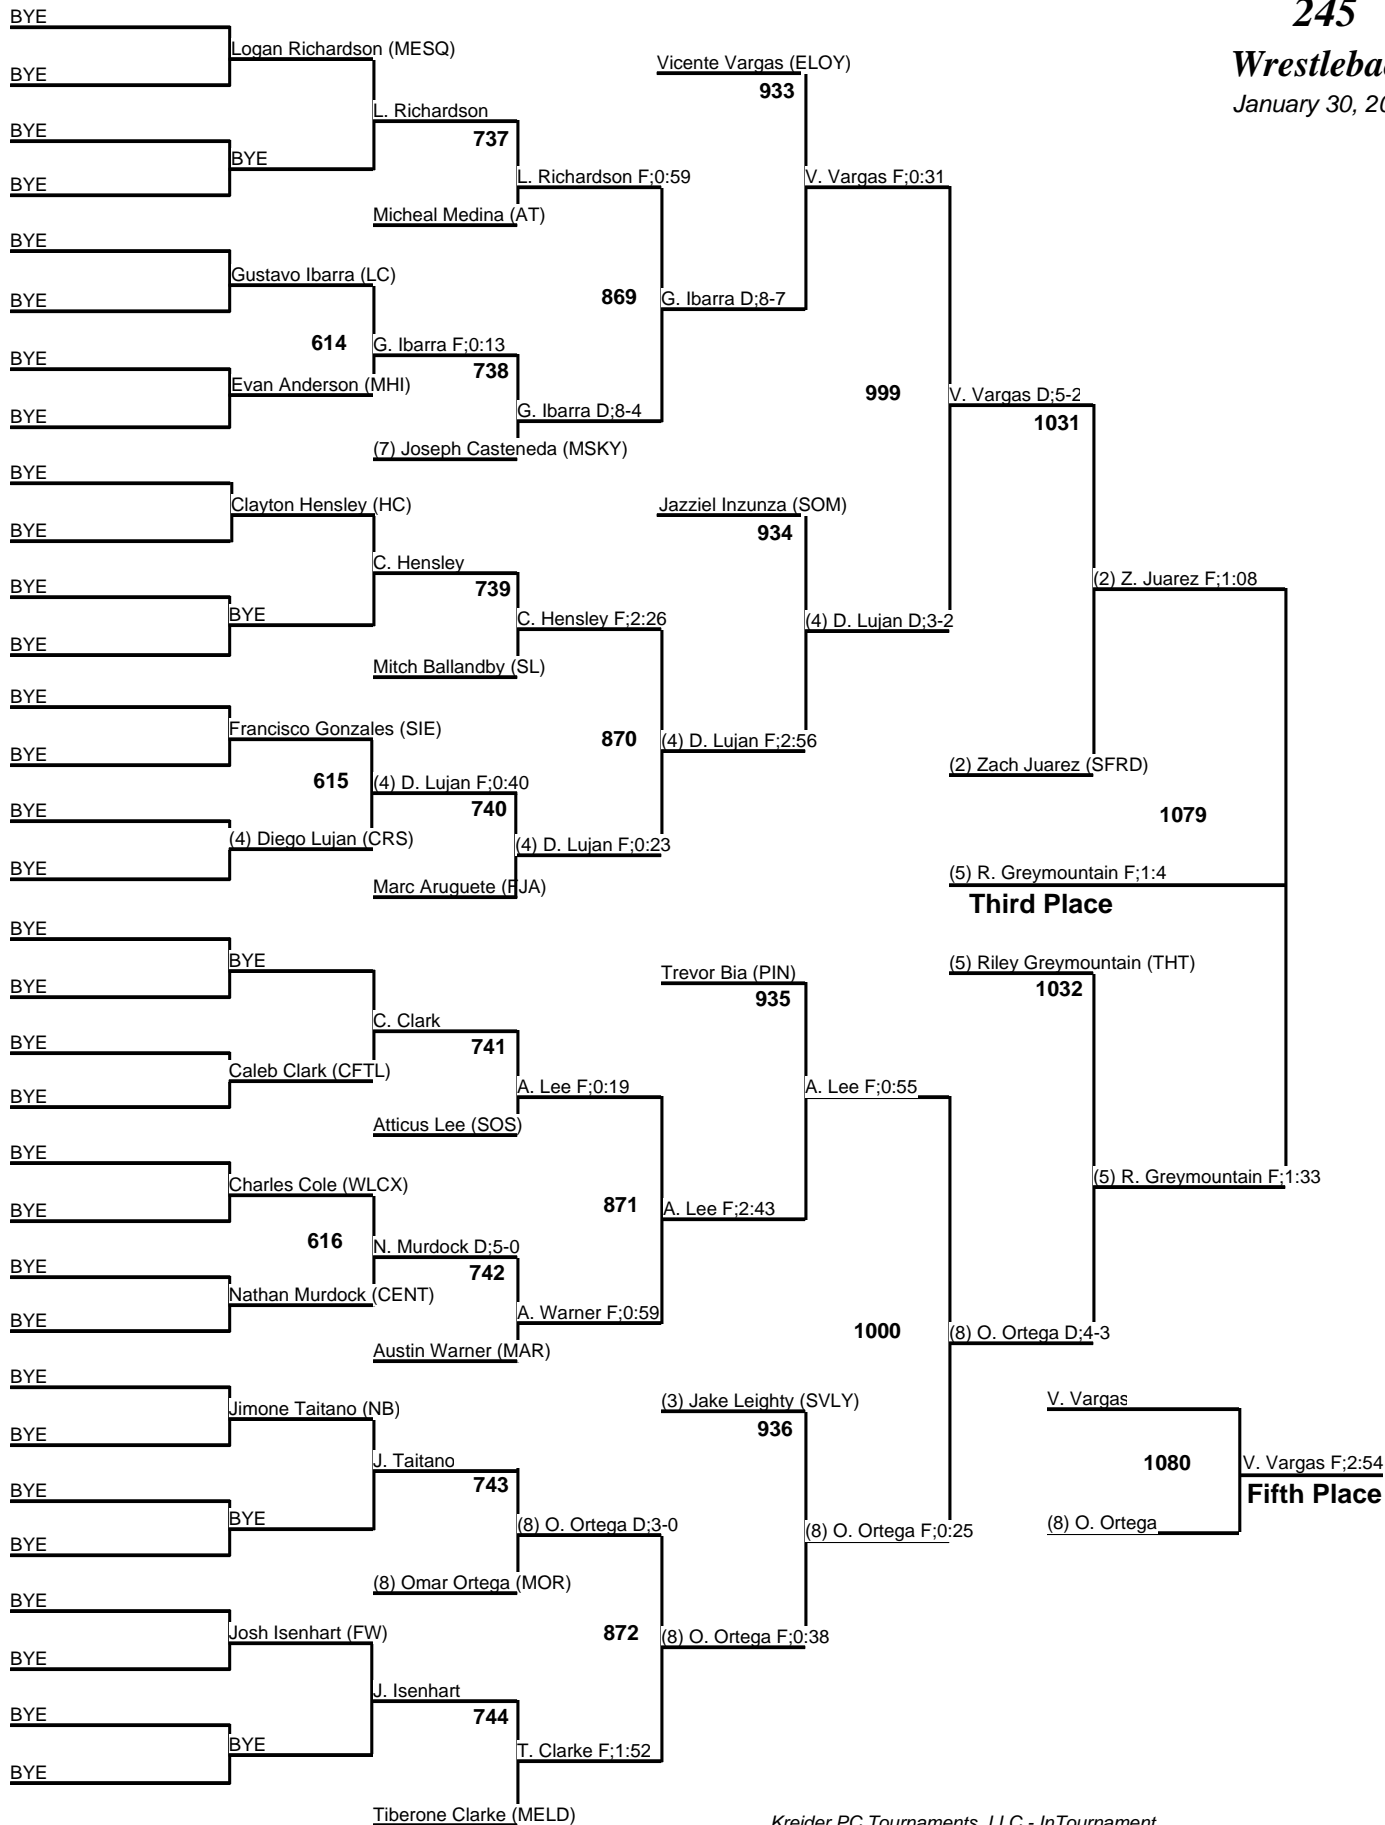 245
January 30, 20
BYE
Logan Richardson (MESQ)
BYE
Vicente Vargas (ELOY)
933
L. Richardson
BYE
737
BYE
BYE
L. Richardson F;0:59
V. Vargas F;0:31
Micheal Medina (AT)
BYE
Gustavo Ibarra (LC)
BYE
869
G. Ibarra D;8-7
614
G. Ibarra F;0:13
BYE
738
Evan Anderson (MHI)
999
V. Vargas D;5-2
BYE
G. Ibarra D;8-4
1031
(7) Joseph Casteneda (MSKY)
BYE
Clayton Hensley (HC)
Jazziel Inzunza (SOM)
BYE
934
C. Hensley
BYE
739
(2) Z. Juarez F;1:08
BYE
C. Hensley F;2:26
(4) D. Lujan D;3-2
BYE
Mitch Ballandby (SL)
BYE
Francisco Gonzales (SIE)
870
(4) D. Lujan F;2:56
BYE
(2) Zach Juarez (SFRD)
615
(4) D. Lujan F;0:40
BYE
740
1079
(4) Diego Lujan (CRS)
(4) D. Lujan F;0:23
BYE
(5) R. Greymountain F;1:4
Marc Aruguete (FJA)
Third Place
BYE
BYE
(5) Riley Greymountain (THT)
Trevor Bia (PIN)
BYE
935
1032
C. Clark
BYE
741
Caleb Clark (CFTL)
BYE
A. Lee F;0:19
A. Lee F;0:55
Atticus Lee (SOS)
BYE
(5) R. Greymountain F;1:33
Charles Cole (WLCX)
871
A. Lee F;2:43
BYE
616
N. Murdock D;5-0
BYE
742
Nathan Murdock (CENT)
A. Warner F;0:59
BYE
1000
(8) O. Ortega D;4-3
Austin Warner (MAR)
BYE
Jimone Taitano (NB)
(3) Jake Leighty (SVLY)
V. Vargas
BYE
936
J. Taitano
1080
V. Vargas F;2:54
BYE
743
Fifth Place
BYE
(8) O. Ortega D;3-0
(8) O. Ortega F;0:25
(8) O. Ortega
BYE
(8) Omar Ortega (MOR)
BYE
Josh Isenhart (FW)
872
(8) O. Ortega F;0:38
BYE
J. Isenhart
BYE
744
BYE
T. Clarke F;1:52
BYE
Tiberone Clarke (MELD)
Kreider PC Tournaments, LLC - InTournament